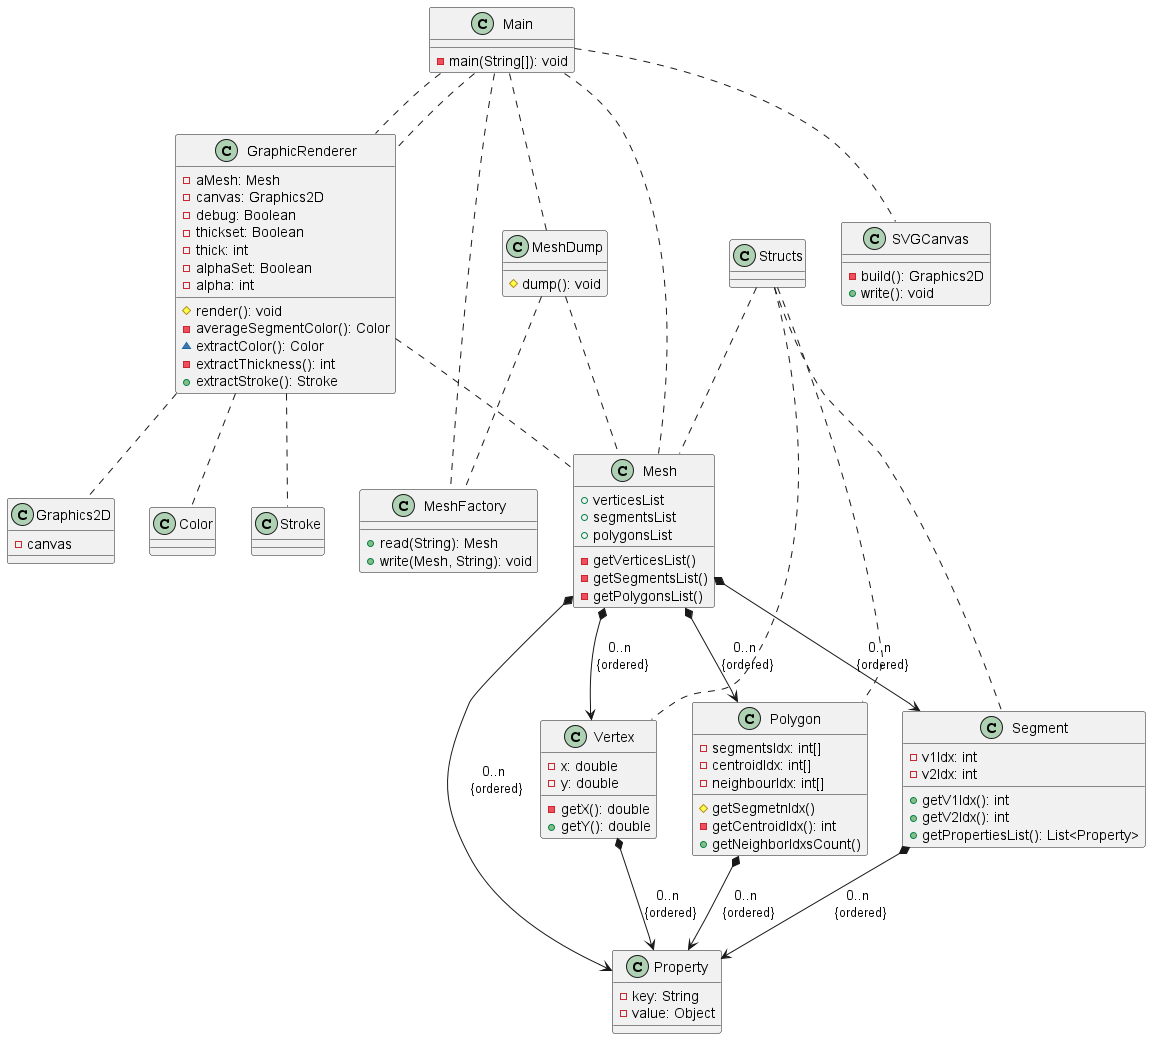 C Main
main(String[]): void
C GraphicRenderer
aMesh: Mesh
canvas: Graphics2D
debug: Boolean
thickset: Boolean
thick: int
alphaSet: Boolean
alpha: int
render(): void
averageSegmentColor(): Color
extractColor(): Color
extractThickness(): int
extractStroke(): Stroke
C MeshDump
dump(): void
C Structs
C SVGCanvas
build(): Graphics2D
write(): void
C Graphics2D
canvas
C Color
C Stroke
C MeshFactory
read(String): Mesh
write(Mesh, String): void
C Mesh
verticesList
segmentsList
polygonsList
getVerticesList()
getSegmentsList()
getPolygonsList()
0..n
{ordered}
0..n
{ordered}
0..n
{ordered}
0..n
{ordered}
C Vertex
x: double
y: double
getX(): double
getY(): double
C Polygon
segmentsIdx: int[]
centroidIdx: int[]
neighbourIdx: int[]
getSegmetnIdx()
getCentroidIdx(): int
getNeighborIdxsCount()
C Segment
v1Idx: int
v2Idx: int
getV1Idx(): int
getV2Idx(): int
getPropertiesList(): List<Property>
0..n
{ordered}
0..n
{ordered}
0..n
{ordered}
C Property
key: String
value: Object